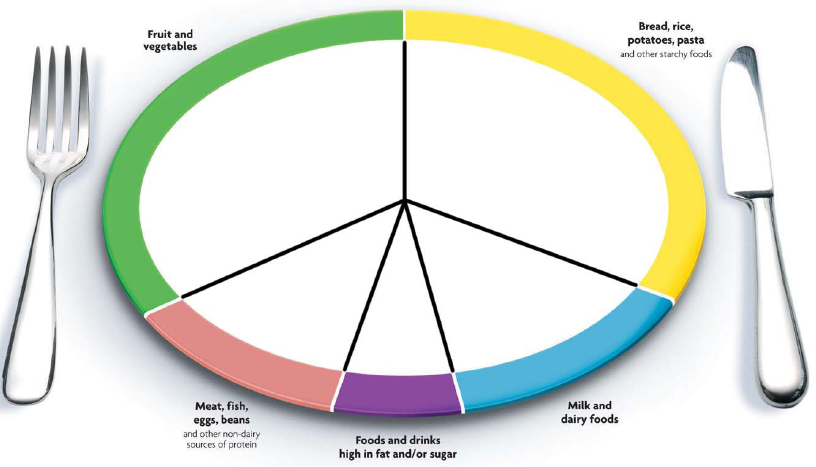 Fruit and
vegetables
Bread, rice,
potatoes, pasta
and other starchy foods
Meat, fish,
eggs, beans
and other non-dairy
sources of protein
Foods and drinks
high in fat and/or sugar
Milk and
dairy foods